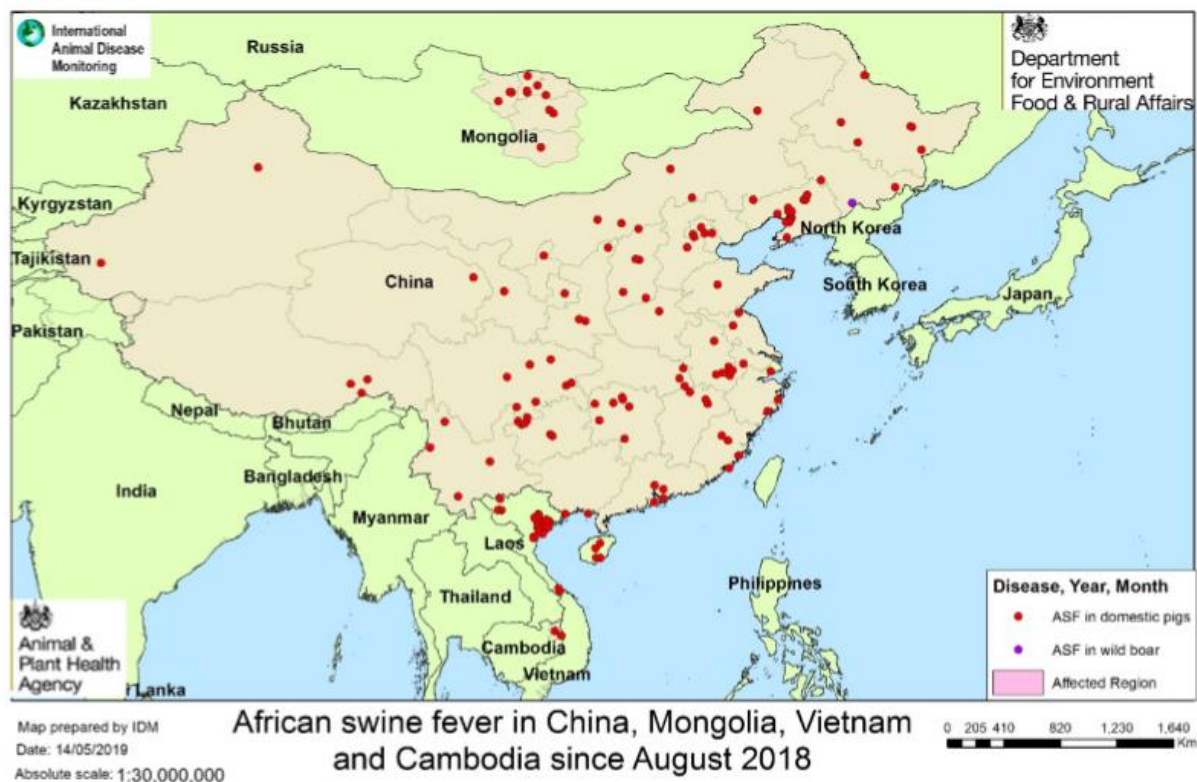 International
Animal Disease
Monitoring
Department
for Environment
Food & Rural Affairs
Russia
Kazakhstan
Mongolia
Kyrgyzstan
Tajikistan
North Korea
China
South Korea
Japan
Pakistan
Nepal
Bhutan
Bangladesh
India
Myanmar
Laos
Philippines
Thailand
Cambodia
Vietnam
Lanka
Disease, Year, Month
ASF in domestic pigs
ASF in wild boar
Affected Region
Animal &
Plant Health
Agency
Map prepared by IDM
Date: 14/05/2019
Absolute scale: 1:30,000,000
African swine fever in China, Mongolia, Vietnam
and Cambodia since August 2018
0 205 410 820 1,230 1,640
Km